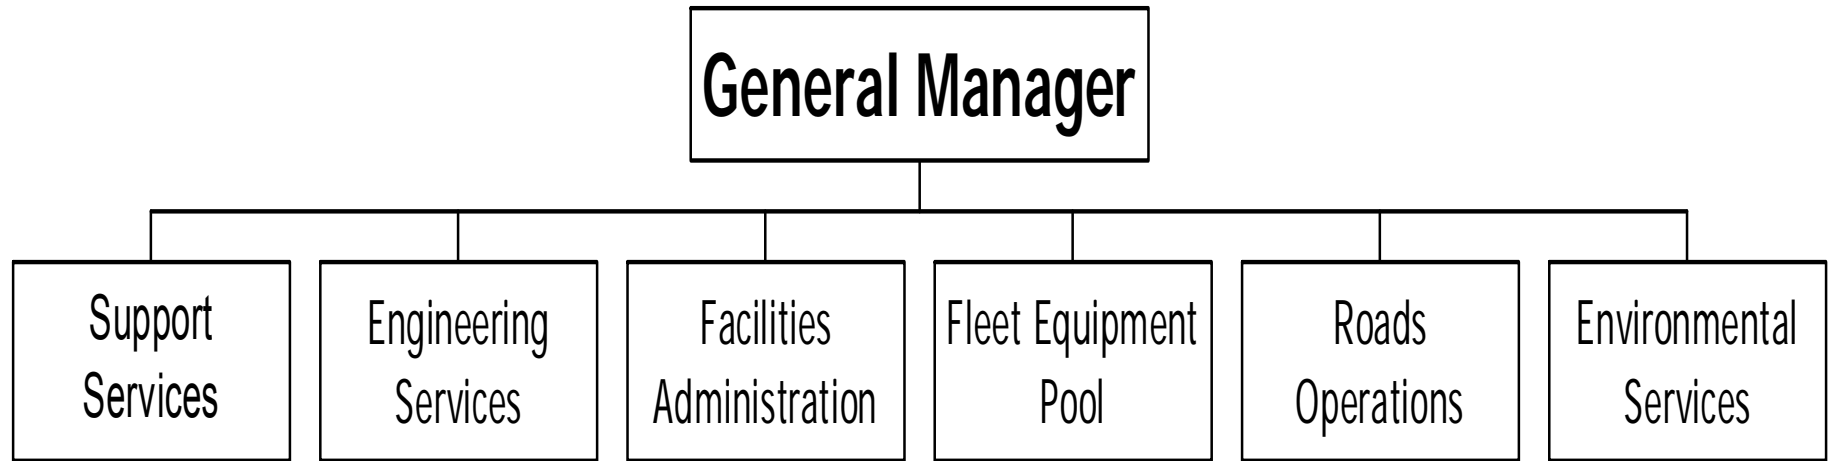 General Manager
Support
Services
Engineering
Services
Facilities
Administration
Fleet Equipment
Pool
Roads
Operations
Environmental
Services